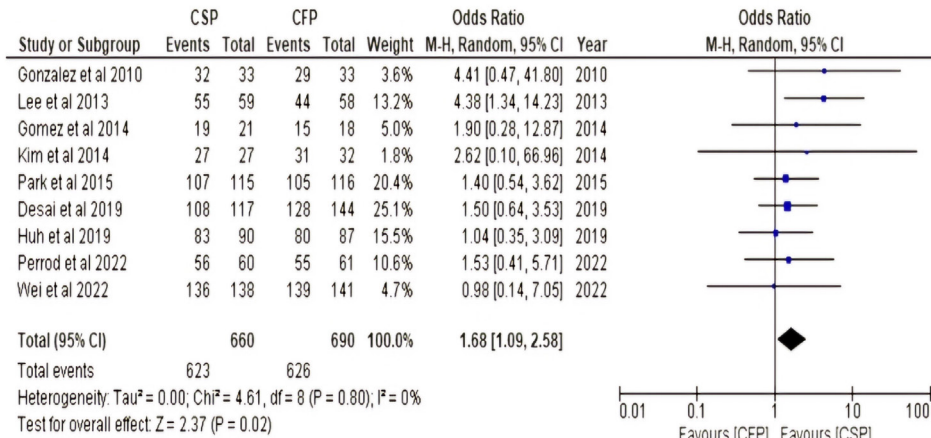 CSP CFP Odds Ratio Odds Ratio
Study or Subgroup Events Total Events Total Weight M-H, Random, 95% CI Year M-H, Random, 95% CI
Gonzalez et al 2010 32 33 29 33 3.6% 4.41 [0.47, 41.80] 2010
Lee et al 2013 55 59 44 58 13.2% 4.38 [1.34, 14.23] 2013
Gomez et al 2014 19 21 15 18 5.0% 1.90 [0.28, 12.87] 2014
Kim et al 2014 27 27 31 32 1.8% 2.62 [0.10, 66.96] 2014
Park et al 2015 107 115 105 116 20.4% 1.40 [0.54, 3.62] 2015
Desai et al 2019 108 117 128 144 25.1% 1.50 [0.64, 3.53] 2019
Huh et al 2019 83 90 80 87 15.5% 1.04 [0.35, 3.09] 2019
Perrod et al 2022 56 60 55 61 10.6% 1.53 [0.41, 5.71] 2022
Wei et al 2022 136 138 139 141 4.7% 0.98 [0.14, 7.05] 2022
Total (95% CI) 660 690 100.0% 1.68 [1.09, 2.58]
Total events 623 626
Heterogeneity: Tau² = 0.00; Chi² = 4.61, df = 8 (P = 0.80); I² = 0%
Test for overall effect: Z = 2.37 (P = 0.02)
0.01 0.1 1 10 100
Favours [CFP] Favours [CSP]